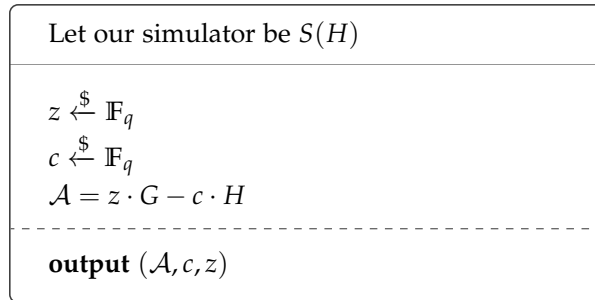 Let our simulator be S(H)
z ←$ 𝔽_q
c ←$ 𝔽_q
𝒜 = z · G − c · H
output (𝒜, c, z)